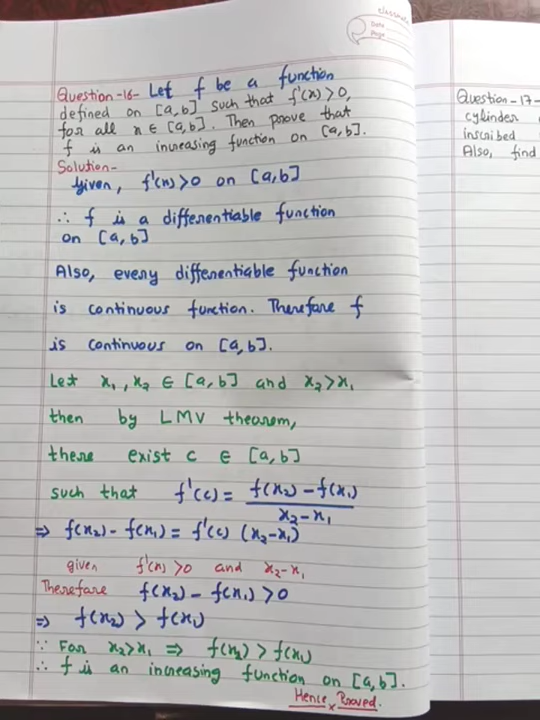 classmate
Date
Page
Question-16- Let f be a function
defined on [a,b] such that f'(x) > 0,
for all x ∈ [a,b]. Then prove that
f is an increasing function on [a,b].
Solution-
Given, f'(x) > 0 on [a,b]
∴ f is a differentiable function
on [a,b]
Also, every differentiable function
is continuous function. Therefore f
is continuous on [a,b].
Let x₁, x₂ ∈ [a,b] and x₂ > x₁
then by LMV theorem,
there exist c ∈ [a,b]
such that f'(c) = f(x₂) - f(x₁) / x₂ - x₁
⇒ f(x₂) - f(x₁) = f'(c) (x₂ - x₁)
given f'(x) > 0 and x₂ - x₁
Therefore f(x₂) - f(x₁) > 0
⇒ f(x₂) > f(x₁)
∵ For x₂ > x₁ ⇒ f(x₂) > f(x₁)
∴ f is an increasing function on [a,b].
Hence Proved.
Question-17-
cylinder
inscribed
Also, find